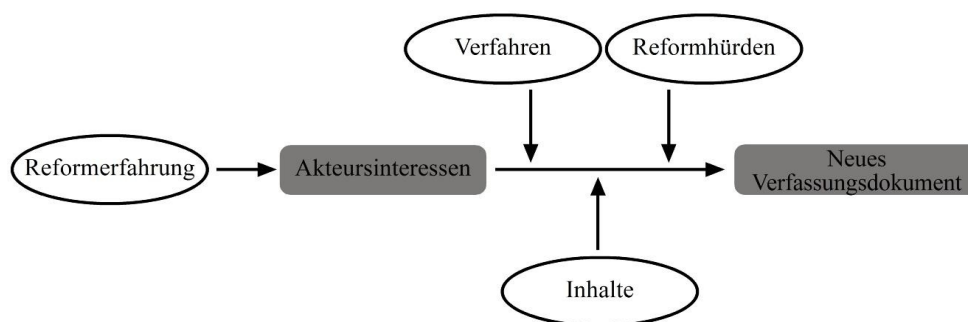 Verfahren
Reformhürden
Reformerfahrung
Akteursinteressen
Neues
Verfassungsdokument
Inhalte